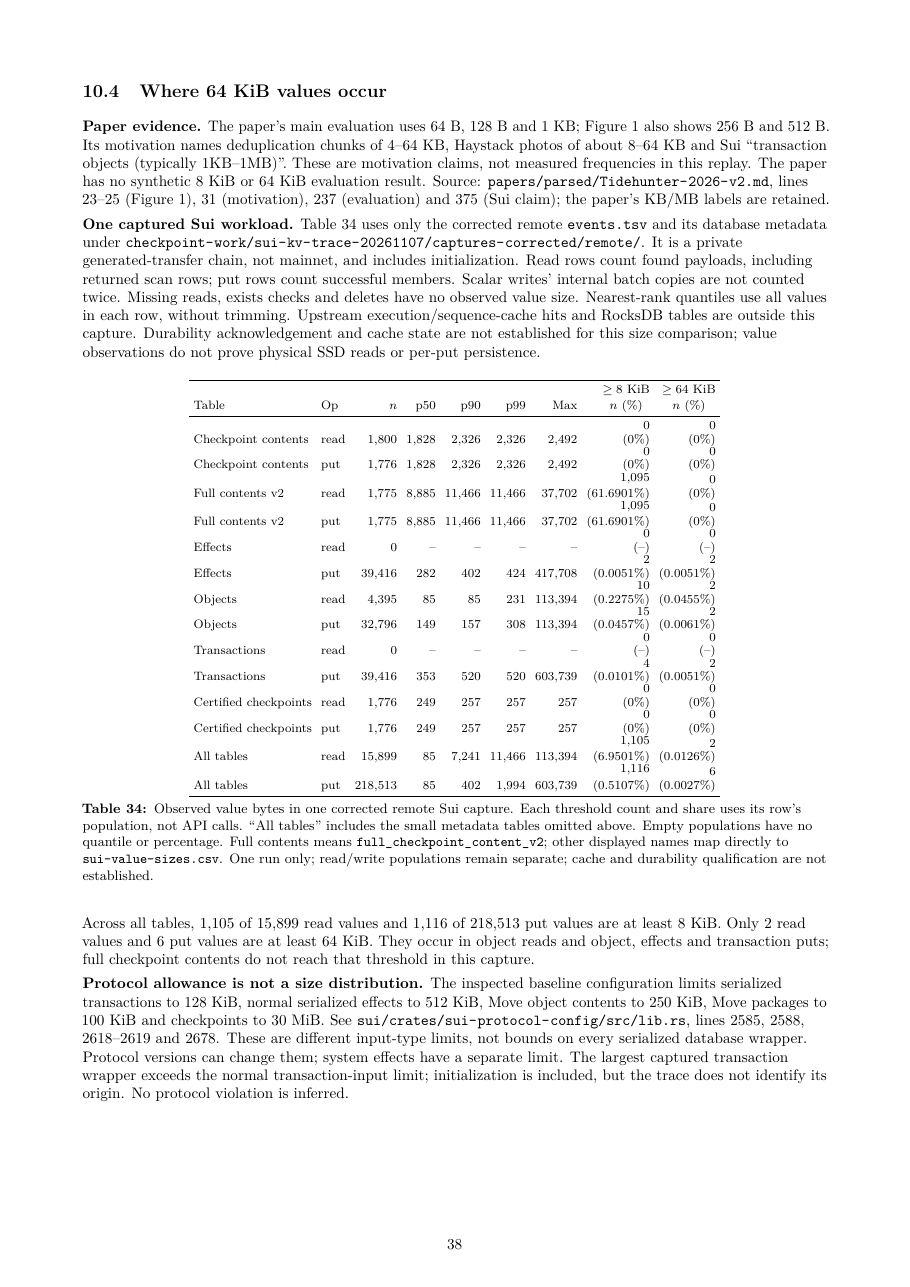 10.4 Where 64 KiB values occur
Paper evidence. The paper's main evaluation uses 64 B, 128 B and 1 KB; Figure 1 also shows 256 B and 512 B.
Its motivation names deduplication chunks of 4–64 KB, Haystack photos of about 8–64 KB and Sui “transaction
objects (typically 1KB–1MB)”. These are motivation claims, not measured frequencies in this replay. The paper
has no synthetic 8 KiB or 64 KiB evaluation result. Source: papers/parsed/Tidehunter-2026-v2.md, lines
23–25 (Figure 1), 31 (motivation), 237 (evaluation) and 375 (Sui claim); the paper's KB/MB labels are retained.
One captured Sui workload. Table 34 uses only the corrected remote events.tsv and its database metadata
under checkpoint-work/sui-kv-trace-20261107/captures-corrected/remote/. It is a private
generated-transfer chain, not mainnet, and includes initialization. Read rows count found payloads, including
returned scan rows; put rows count successful members. Scalar writes' internal batch copies are not counted
twice. Missing reads, exists checks and deletes have no observed value size. Nearest-rank quantiles use all values
in each row, without trimming. Upstream execution/sequence-cache hits and RocksDB tables are outside this
capture. Durability acknowledgement and cache state are not established for this size comparison; value
observations do not prove physical SSD reads or per-put persistence.
≥ 8 KiB ≥ 64 KiB
Table Op n p50 p90 p99 Max n (%) n (%)
0 0
Checkpoint contents read 1,800 1,828 2,326 2,326 2,492 (0%) (0%)
0 0
Checkpoint contents put 1,776 1,828 2,326 2,326 2,492 (0%) (0%)
1,095 0
Full contents v2 read 1,775 8,885 11,466 11,466 37,702 (61.6901%) (0%)
1,095 0
Full contents v2 put 1,775 8,885 11,466 11,466 37,702 (61.6901%) (0%)
0 0
Effects read 0 – – – – (–) (–)
2 2
Effects put 39,416 282 402 424 417,708 (0.0051%) (0.0051%)
10 2
Objects read 4,395 85 85 231 113,394 (0.2275%) (0.0455%)
15 2
Objects put 32,796 149 157 308 113,394 (0.0457%) (0.0061%)
0 0
Transactions read 0 – – – – (–) (–)
4 2
Transactions put 39,416 353 520 520 603,739 (0.0101%) (0.0051%)
0 0
Certified checkpoints read 1,776 249 257 257 257 (0%) (0%)
0 0
Certified checkpoints put 1,776 249 257 257 257 (0%) (0%)
1,105 2
All tables read 15,899 85 7,241 11,466 113,394 (6.9501%) (0.0126%)
1,116 6
All tables put 218,513 85 402 1,994 603,739 (0.5107%) (0.0027%)
Table 34: Observed value bytes in one corrected remote Sui capture. Each threshold count and share uses its row's
population, not API calls. “All tables” includes the small metadata tables omitted above. Empty populations have no
quantile or percentage. Full contents means full_checkpoint_content_v2; other displayed names map directly to
sui-value-sizes.csv. One run only; read/write populations remain separate; cache and durability qualification are not
established.
Across all tables, 1,105 of 15,899 read values and 1,116 of 218,513 put values are at least 8 KiB. Only 2 read
values and 6 put values are at least 64 KiB. They occur in object reads and object, effects and transaction puts;
full checkpoint contents do not reach that threshold in this capture.
Protocol allowance is not a size distribution. The inspected baseline configuration limits serialized
transactions to 128 KiB, normal serialized effects to 512 KiB, Move object contents to 250 KiB, Move packages to
100 KiB and checkpoints to 30 MiB. See sui/crates/sui-protocol-config/src/lib.rs, lines 2585, 2588,
2618–2619 and 2678. These are different input-type limits, not bounds on every serialized database wrapper.
Protocol versions can change them; system effects have a separate limit. The largest captured transaction
wrapper exceeds the normal transaction-input limit; initialization is included, but the trace does not identify its
origin. No protocol violation is inferred.
38